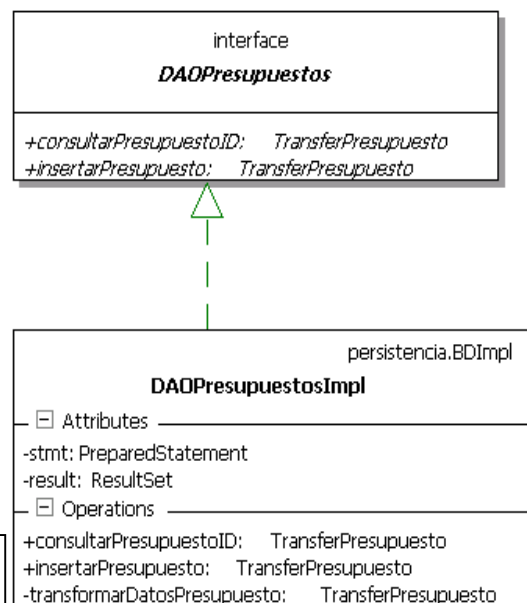 interface
DAOPresupuestos
+consultarPresupuestoID: TransferPresupuesto
+insertarPresupuesto: TransferPresupuesto
persistencia.BDImpl
DAOPresupuestosImpl
Attributes
-stmt: PreparedStatement
-result: ResultSet
Operations
+consultarPresupuestoID: TransferPresupuesto
+insertarPresupuesto: TransferPresupuesto
-transformarDatosPresupuesto: TransferPresupuesto